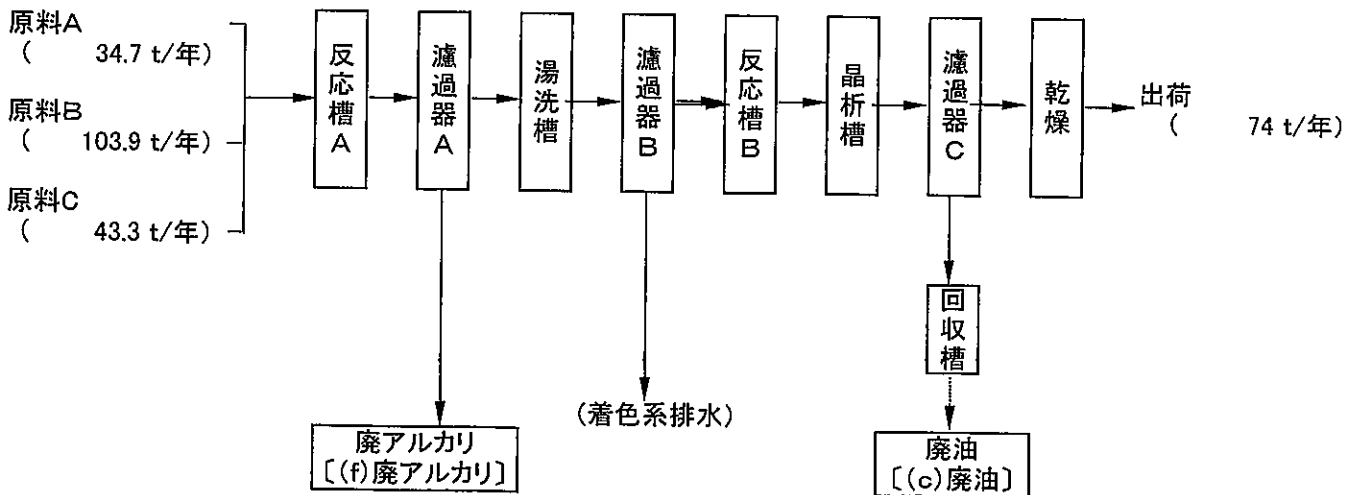 原料A
( 34.7 t/年)
原料B
( 103.9 t/年)
原料C
( 43.3 t/年)
反応槽A
濾過器A
湯洗槽
濾過器B
反応槽B
晶析槽
濾過器C
乾燥
出荷
( 74 t/年)
回収槽
(着色系排水)
廃アルカリ
〔(f)廃アルカリ〕
廃油
〔(c)廃油〕